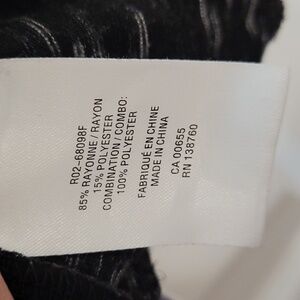 R02-68098F
85% RAYONNE / RAYON
15% POLYESTER
COMBINATION / COMBO:
100% POLYESTER
FABRIQUÉ EN CHINE
MADE IN CHINA
CA 00655
RN 138760